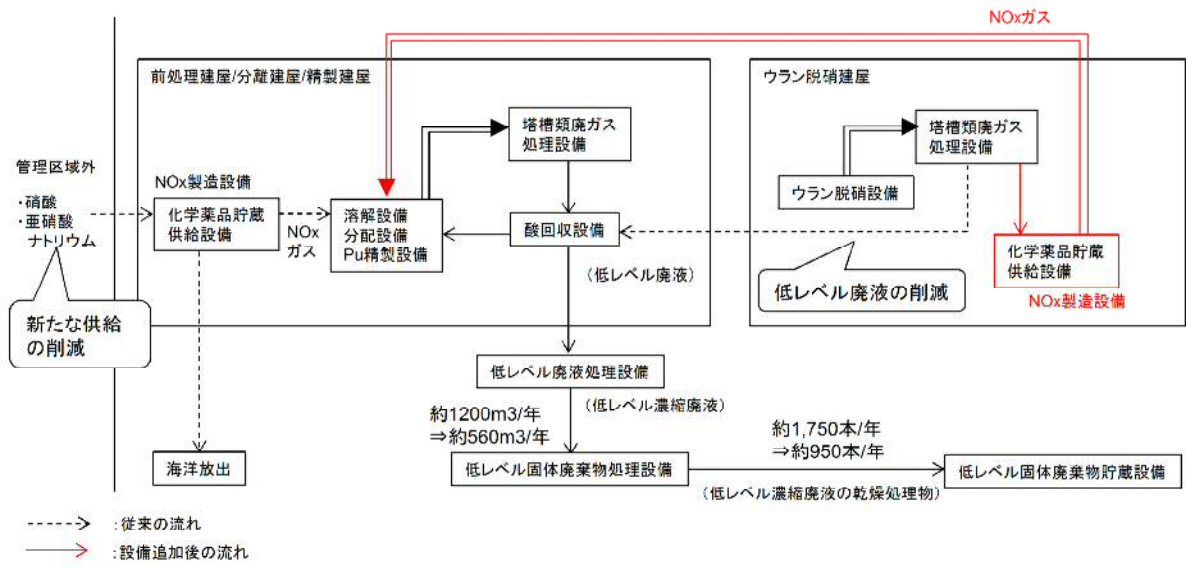 NOxガス
前処理建屋/分離建屋/精製建屋
ウラン脱硝建屋
塔槽類廃ガス
処理設備
塔槽類廃ガス
処理設備
管理区域外
・硝酸
・亜硝酸
ナトリウム
NOx製造設備
化学薬品貯蔵
供給設備
NOx
ガス
溶解設備
分配設備
Pu精製設備
酸回収設備
ウラン脱硝設備
化学薬品貯蔵
供給設備
NOx製造設備
(低レベル廃液)
低レベル廃液の削減
新たな供給
の削減
低レベル廃液処理設備
(低レベル濃縮廃液)
約1200m3/年
⇒約560m3/年
約1,750本/年
⇒約950本/年
海洋放出
低レベル固体廃棄物処理設備
(低レベル濃縮廃液の乾燥処理物)
低レベル固体廃棄物貯蔵設備
:従来の流れ
:設備追加後の流れ